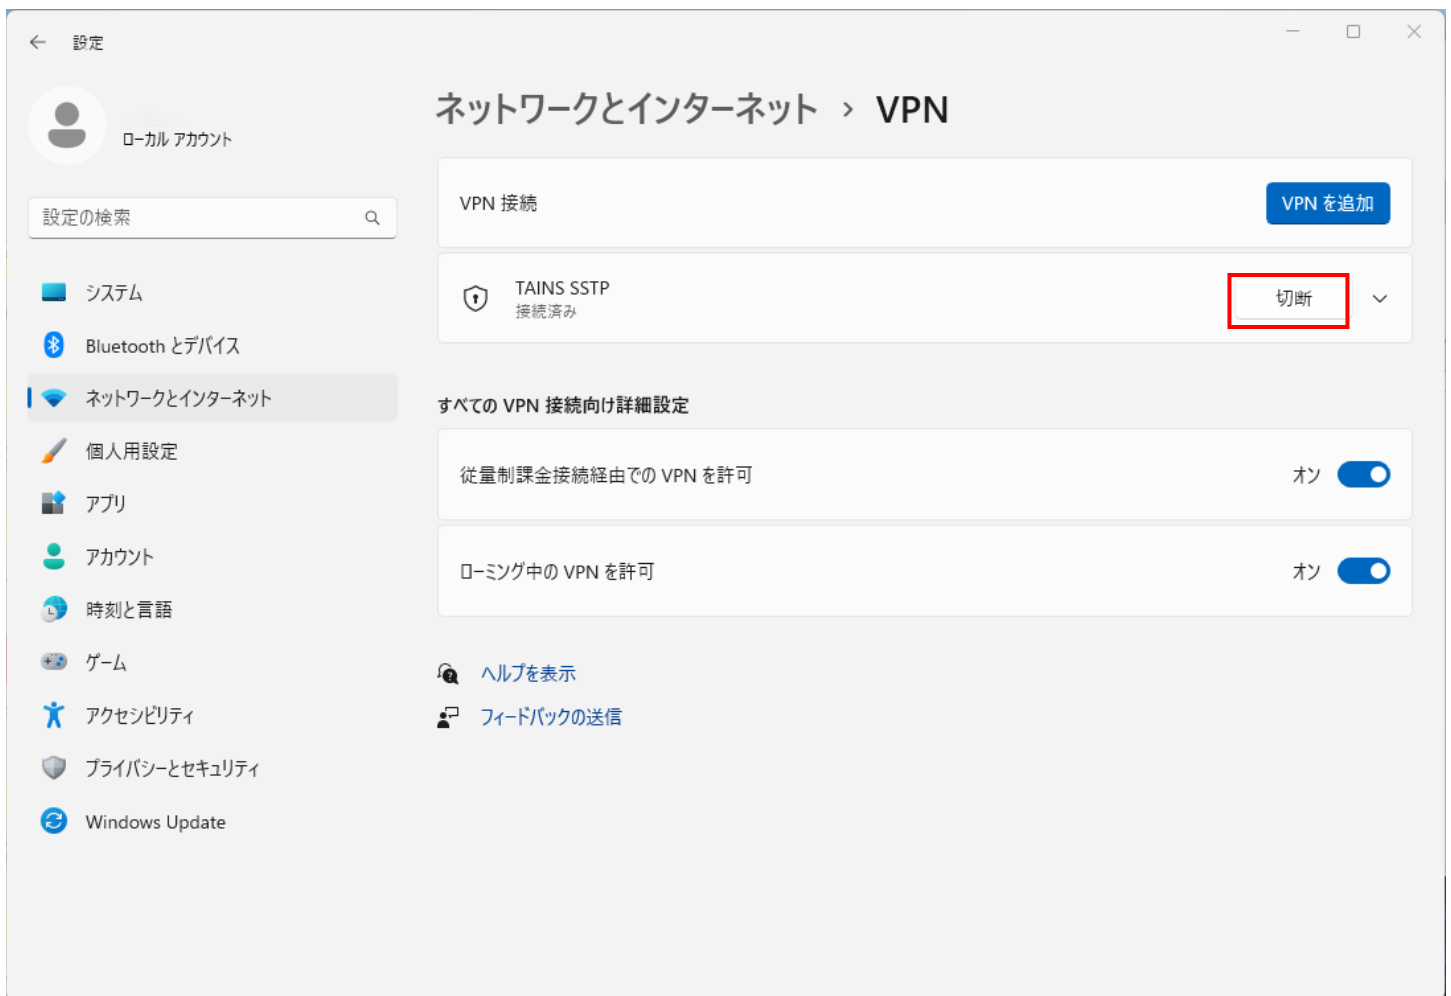 設定
ローカル アカウント
設定の検索
システム
Bluetooth とデバイス
ネットワークとインターネット
個人用設定
アプリ
アカウント
時刻と言語
ゲーム
アクセシビリティ
プライバシーとセキュリティ
Windows Update
ネットワークとインターネット › VPN
VPN 接続
VPN を追加
TAINS SSTP
接続済み
切断
すべての VPN 接続向け詳細設定
従量制課金接続経由での VPN を許可
オン
ローミング中の VPN を許可
オン
ヘルプを表示
フィードバックの送信